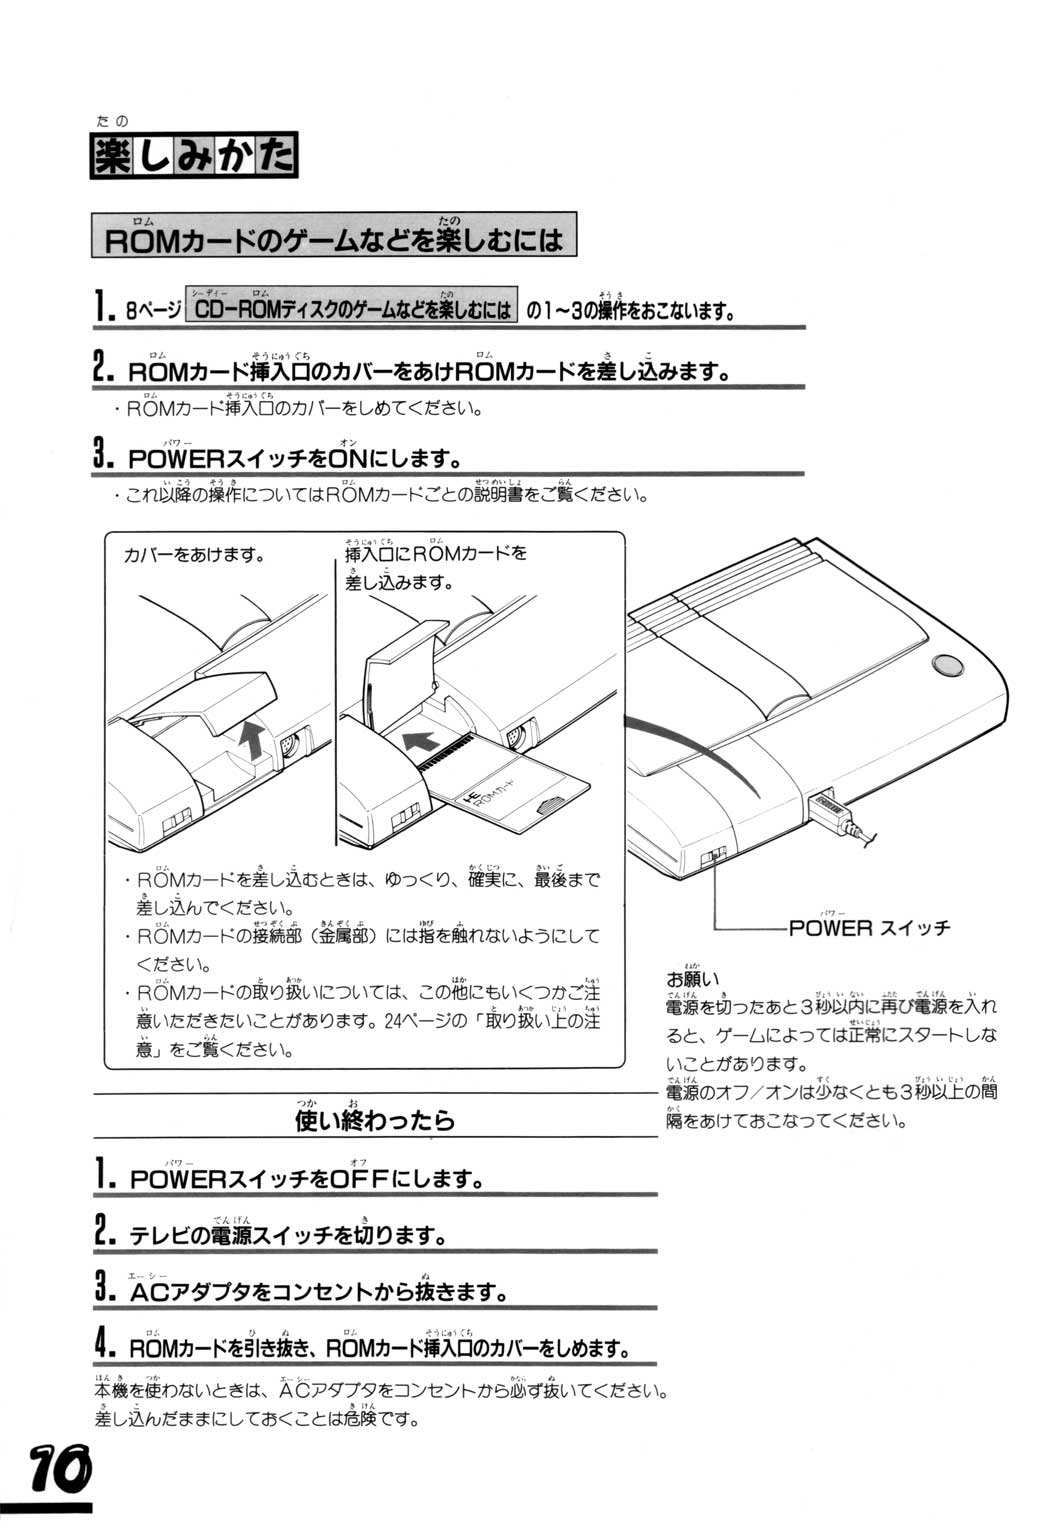 たの
楽しみかた
ROMカードのゲームなどを楽しむには
1. 8ページ CD-ROMディスクのゲームなどを楽しむには の1〜3の操作をおこないます。
2. ROMカード挿入口のカバーをあけROMカードを差し込みます。
・ROMカード挿入口のカバーをしめてください。
3. POWERスイッチをONにします。
・これ以降の操作についてはROMカードごとの説明書をご覧ください。
カバーをあけます。
挿入口にROMカードを
差し込みます。
ROMカード
・ROMカードを差し込むときは、ゆっくり、確実に、最後まで
差し込んでください。
・ROMカードの接続部（金属部）には指を触れないようにして
ください。
・ROMカードの取り扱いについては、この他にもいくつかご注
意いただきたいことがあります。24ページの「取り扱い上の注
意」をご覧ください。
POWER スイッチ
お願い
電源を切ったあと3秒以内に再び電源を入れ
ると、ゲームによっては正常にスタートしな
いことがあります。
電源のオフ／オンは少なくとも3秒以上の間
隔をあけておこなってください。
使い終わったら
1. POWERスイッチをOFFにします。
2. テレビの電源スイッチを切ります。
3. ACアダプタをコンセントから抜きます。
4. ROMカードを引き抜き、ROMカード挿入口のカバーをしめます。
本機を使わないときは、ACアダプタをコンセントから必ず抜いてください。
差し込んだままにしておくことは危険です。
10